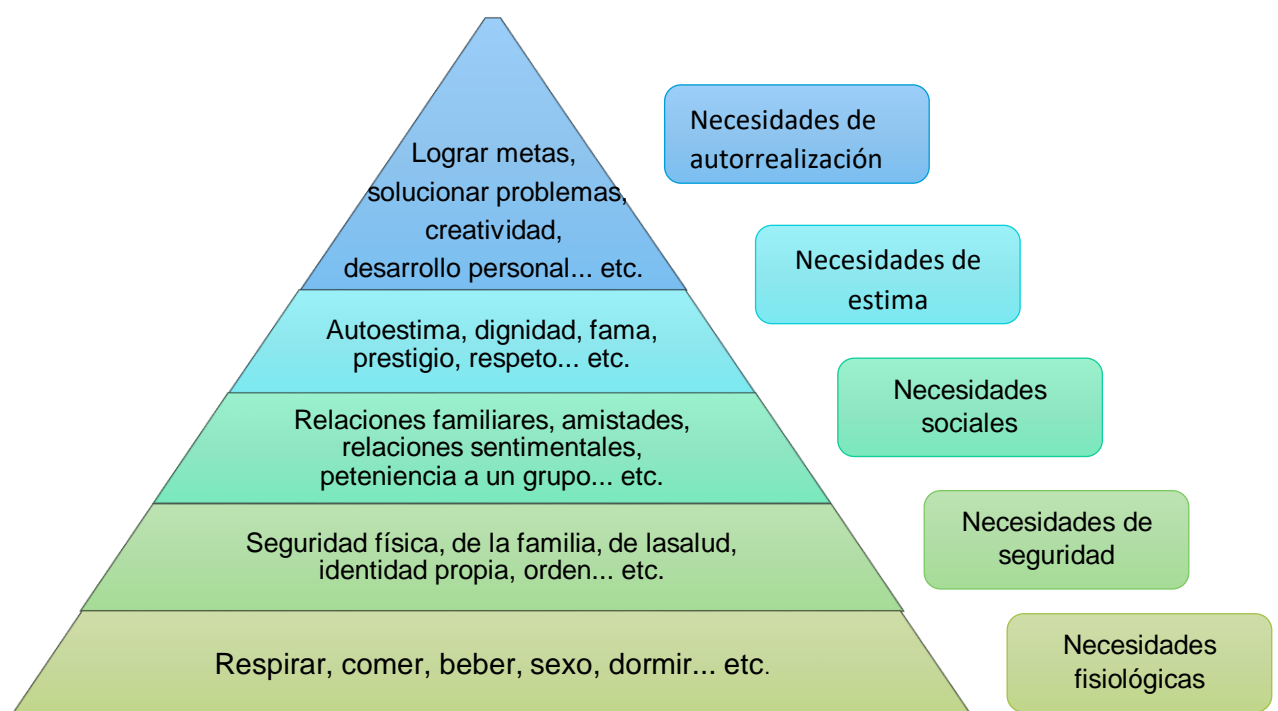 Necesidades de
autorrealización
Lograr metas,
solucionar problemas,
creatividad,
desarrollo personal... etc.
Necesidades de
estima
Autoestima, dignidad, fama,
prestigio, respeto... etc.
Necesidades
sociales
Relaciones familiares, amistades,
relaciones sentimentales,
peteniencia a un grupo... etc.
Necesidades de
seguridad
Seguridad física, de la familia, de lasalud,
identidad propia, orden... etc.
Necesidades
fisiológicas
Respirar, comer, beber, sexo, dormir... etc.